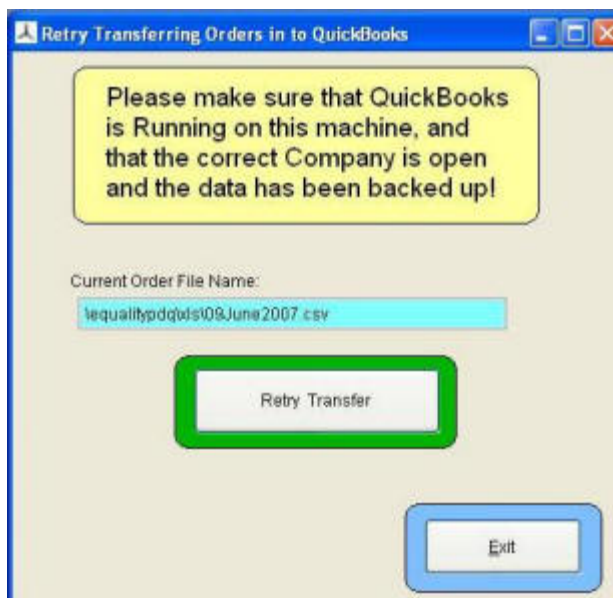 Retry Transferring Orders in to QuickBooks
Please make sure that QuickBooks
is Running on this machine, and
that the correct Company is open
and the data has been backed up!
Current Order File Name:
\equalitypdq\xls\09June2007.csv
Retry Transfer
Exit